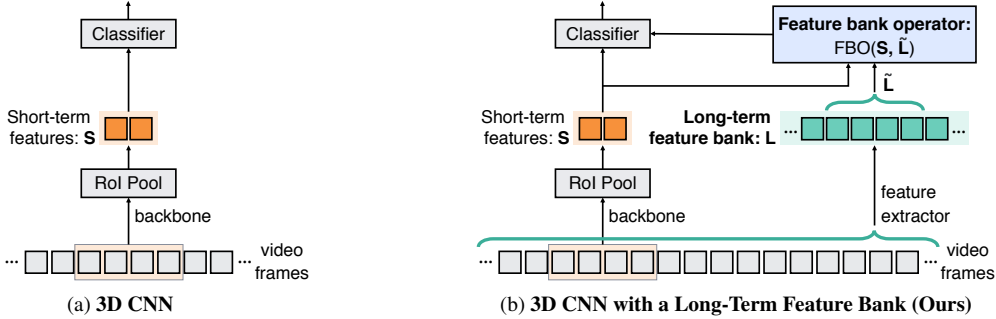 Classifier
Short-term
features: S
RoI Pool
backbone
...
...
video
frames
(a) 3D CNN
Classifier
Feature bank operator:
FBO(S, L̃)
L̃
Short-term
features: S
Long-term
feature bank: L
...
...
RoI Pool
backbone
feature
extractor
...
...
video
frames
(b) 3D CNN with a Long-Term Feature Bank (Ours)